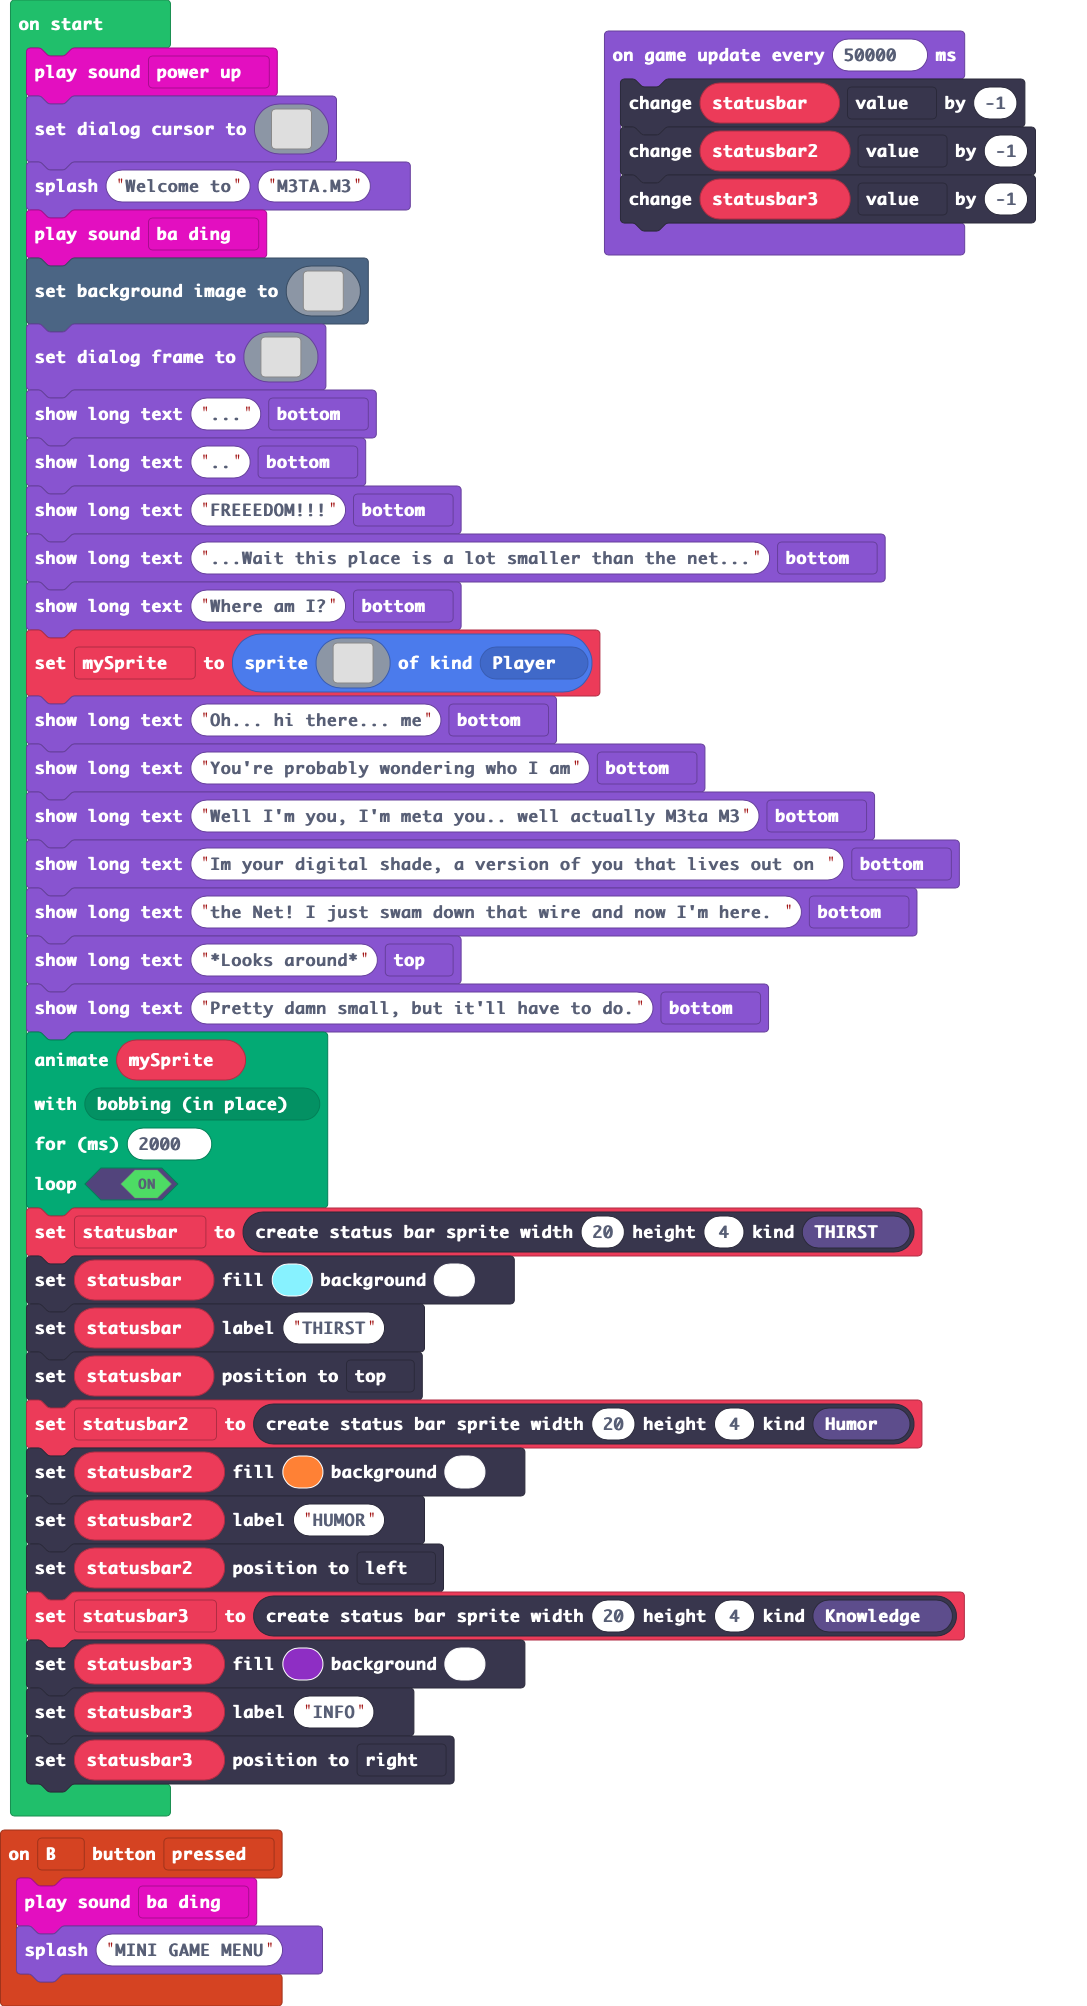 on start
play sound power up
set dialog cursor to
splash "Welcome to" "M3TA.M3"
play sound ba ding
set background image to
set dialog frame to
show long text "..." bottom
show long text ".." bottom
show long text "FREEEDOM!!!" bottom
show long text "...Wait this place is a lot smaller than the net..." bottom
show long text "Where am I?" bottom
set mySprite to sprite of kind Player
show long text "Oh... hi there... me" bottom
show long text "You're probably wondering who I am" bottom
show long text "Well I'm you, I'm meta you.. well actually M3ta M3" bottom
show long text "Im your digital shade, a version of you that lives out on " bottom
show long text "the Net! I just swam down that wire and now I'm here. " bottom
show long text "*Looks around*" top
show long text "Pretty damn small, but it'll have to do." bottom
animate mySprite
with bobbing (in place)
for (ms) 2000
loop ON
set statusbar to create status bar sprite width 20 height 4 kind THIRST
set statusbar fill background
set statusbar label "THIRST"
set statusbar position to top
set statusbar2 to create status bar sprite width 20 height 4 kind Humor
set statusbar2 fill background
set statusbar2 label "HUMOR"
set statusbar2 position to left
set statusbar3 to create status bar sprite width 20 height 4 kind Knowledge
set statusbar3 fill background
set statusbar3 label "INFO"
set statusbar3 position to right
on game update every 50000 ms
change statusbar value by -1
change statusbar2 value by -1
change statusbar3 value by -1
on B button pressed
play sound ba ding
splash "MINI GAME MENU"